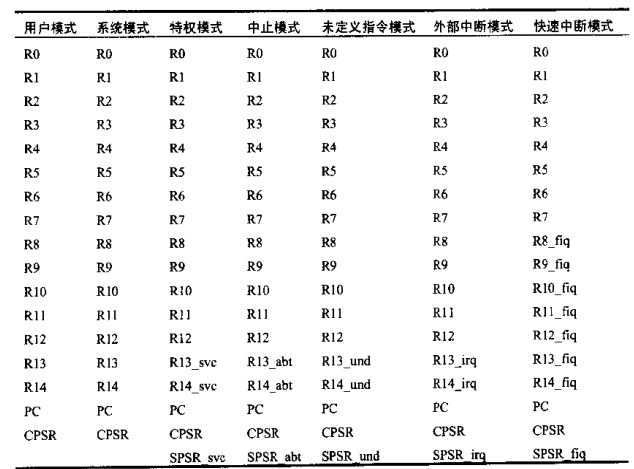 用户模式 系统模式 特权模式 中止模式 未定义指令模式 外部中断模式 快速中断模式
R0 R0 R0 R0 R0 R0 R0
R1 R1 R1 R1 R1 R1 R1
R2 R2 R2 R2 R2 R2 R2
R3 R3 R3 R3 R3 R3 R3
R4 R4 R4 R4 R4 R4 R4
R5 R5 R5 R5 R5 R5 R5
R6 R6 R6 R6 R6 R6 R6
R7 R7 R7 R7 R7 R7 R7
R8 R8 R8 R8 R8 R8 R8_fiq
R9 R9 R9 R9 R9 R9 R9_fiq
R10 R10 R10 R10 R10 R10 R10_fiq
R11 R11 R11 R11 R11 R11 R11_fiq
R12 R12 R12 R12 R12 R12 R12_fiq
R13 R13 R13_svc R13_abt R13_und R13_irq R13_fiq
R14 R14 R14_svc R14_abt R14_und R14_irq R14_fiq
PC PC PC PC PC PC PC
CPSR CPSR CPSR CPSR CPSR CPSR CPSR
SPSR_svc SPSR_abt SPSR_und SPSR_irq SPSR_fiq